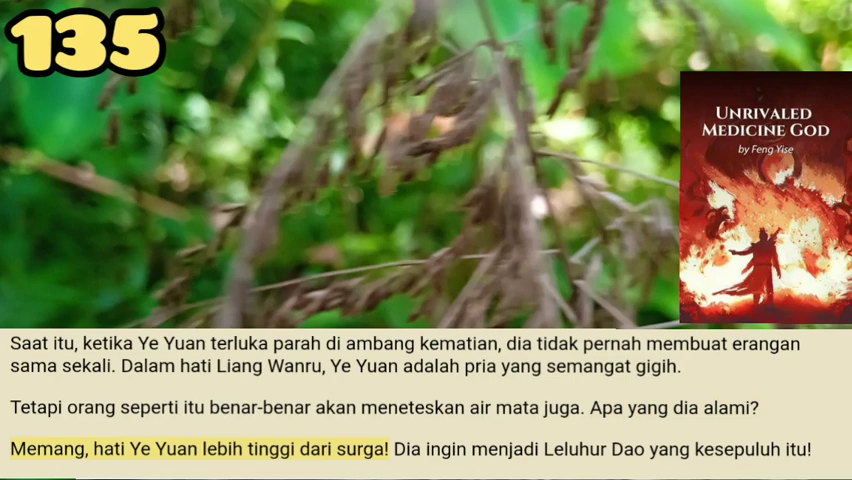 135
UNRIVALED
MEDICINE GOD
by Feng Yise
Saat itu, ketika Ye Yuan terluka parah di ambang kematian, dia tidak pernah membuat erangan
sama sekali. Dalam hati Liang Wanru, Ye Yuan adalah pria yang semangat gigih.
Tetapi orang seperti itu benar-benar akan meneteskan air mata juga. Apa yang dia alami?
Memang, hati Ye Yuan lebih tinggi dari surga! Dia ingin menjadi Leluhur Dao yang kesepuluh itu!